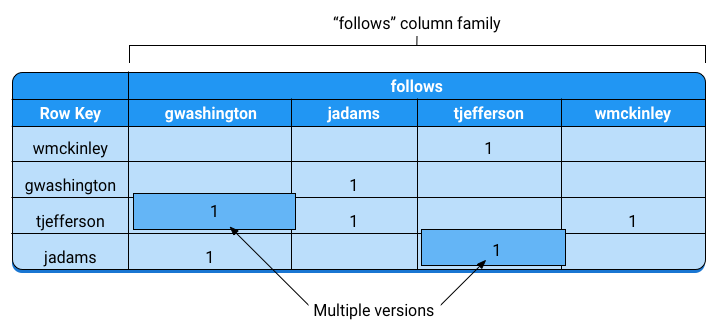 “follows” column family
follows
Row Key gwashington jadams tjefferson wmckinley
wmckinley 1
gwashington 1
tjefferson 1 1 1
jadams 1 1
Multiple versions